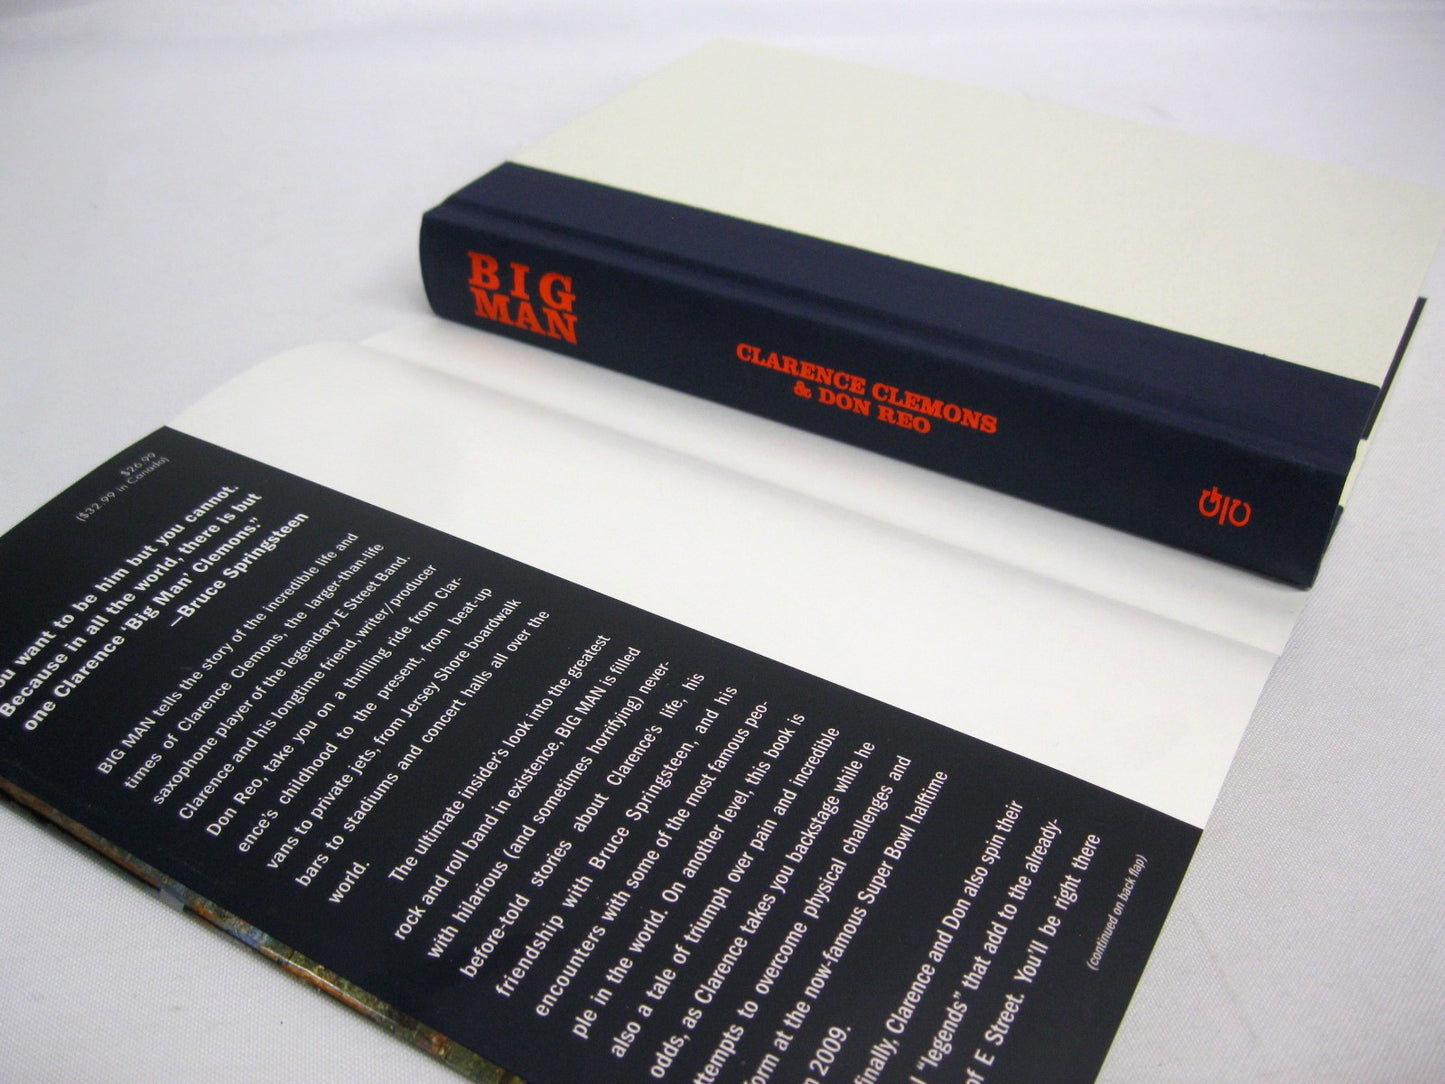 BIG
MAN
CLARENCE CLEMONS
& DON REO
$26.99
($32.99 in Canada)
ou want to be him but you cannot.
Because in all the world, there is but
one Clarence ‘Big Man’ Clemons.”
—Bruce Springsteen
BIG MAN tells the story of the incredible life and
times of Clarence Clemons, the larger-than-life
saxophone player of the legendary E Street Band.
Clarence and his longtime friend, writer/producer
Don Reo, take you on a thrilling ride from Clar-
ence’s childhood to the present, from beat-up
vans to private jets, from Jersey Shore boardwalk
bars to stadiums and concert halls all over the
world.
The ultimate insider’s look into the greatest
rock and roll band in existence, BIG MAN is filled
with hilarious (and sometimes horrifying) never-
before-told stories about Clarence’s life, his
friendship with Bruce Springsteen, and his
encounters with some of the most famous peo-
ple in the world. On another level, this book is
also a tale of triumph over pain and incredible
odds, as Clarence takes you backstage while he
ttempts to overcome physical challenges and
orm at the now-famous Super Bowl halftime
2009.
finally, Clarence and Don also spin their
“legends” that add to the already-
of E Street. You’ll be right there
(continued on back flap)